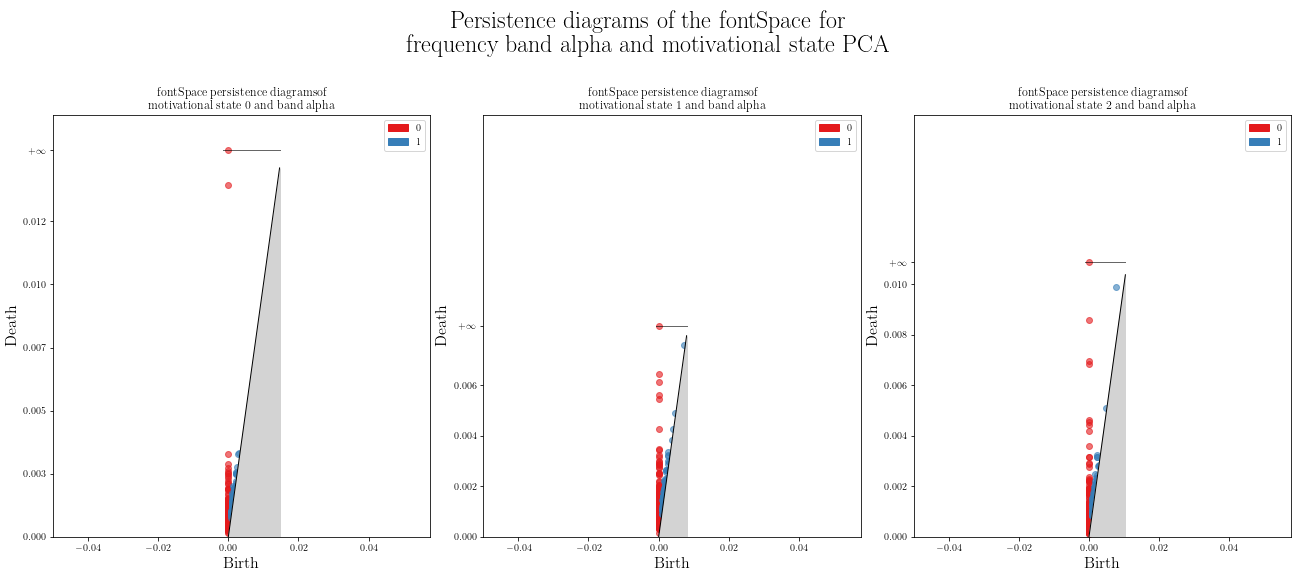 Persistence diagrams of the fontSpace for
frequency band alpha and motivational state PCA
fontSpace persistence diagramsof
motivational state 0 and band alpha
0
1
+∞
0.012
0.010
0.007
0.005
0.003
0.000
Death
−0.04
−0.02
0.00
0.02
0.04
Birth
fontSpace persistence diagramsof
motivational state 1 and band alpha
0
1
+∞
0.006
0.004
0.002
0.000
Death
−0.04
−0.02
0.00
0.02
0.04
Birth
fontSpace persistence diagramsof
motivational state 2 and band alpha
0
1
+∞
0.010
0.008
0.006
0.004
0.002
0.000
Death
−0.04
−0.02
0.00
0.02
0.04
Birth